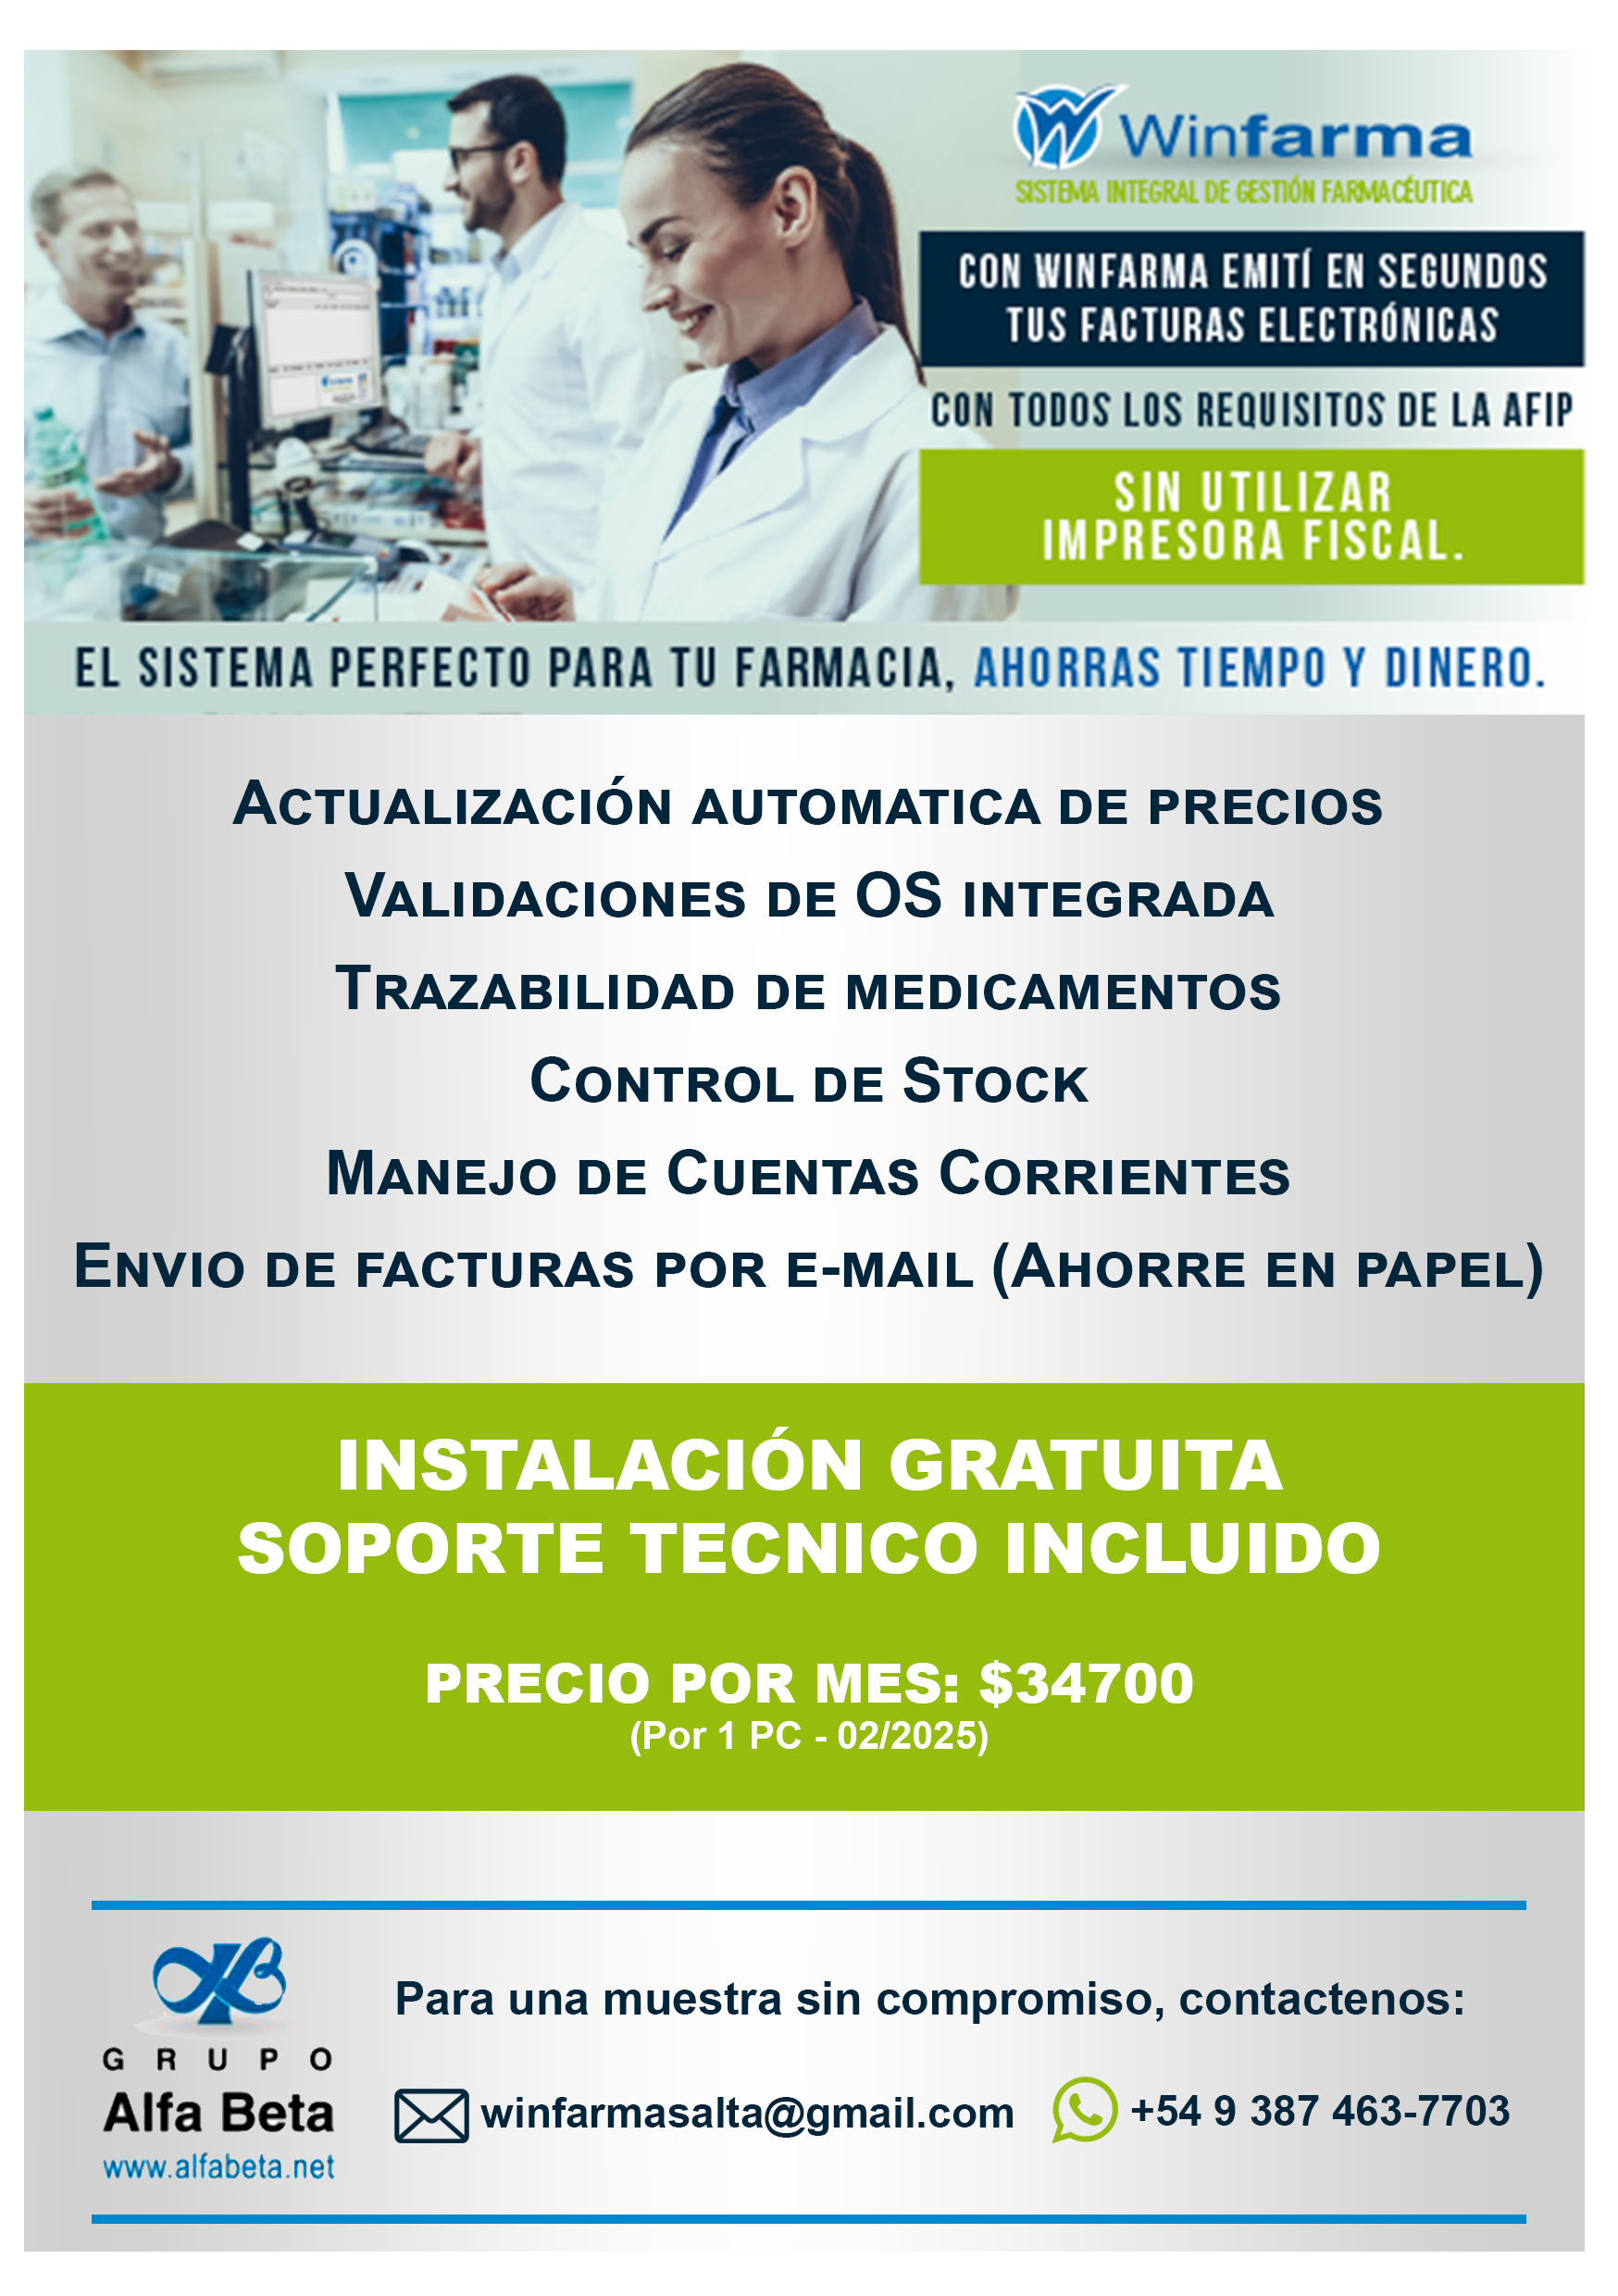 Winfarma
SISTEMA INTEGRAL DE GESTIÓN FARMACÉUTICA
CON WINFARMA EMITÍ EN SEGUNDOS
TUS FACTURAS ELECTRÓNICAS
CON TODOS LOS REQUISITOS DE LA AFIP
SIN UTILIZAR
IMPRESORA FISCAL.
EL SISTEMA PERFECTO PARA TU FARMACIA, AHORRAS TIEMPO Y DINERO.
ACTUALIZACIÓN AUTOMATICA DE PRECIOS
VALIDACIONES DE OS INTEGRADA
TRAZABILIDAD DE MEDICAMENTOS
CONTROL DE STOCK
MANEJO DE CUENTAS CORRIENTES
ENVIO DE FACTURAS POR E-MAIL (AHORRE EN PAPEL)
INSTALACIÓN GRATUITA
SOPORTE TECNICO INCLUIDO
PRECIO POR MES: $34700
(Por 1 PC - 02/2025)
GRUPO
Alfa Beta
www.alfabeta.net
Para una muestra sin compromiso, contactenos:
winfarmasalta@gmail.com
+54 9 387 463-7703